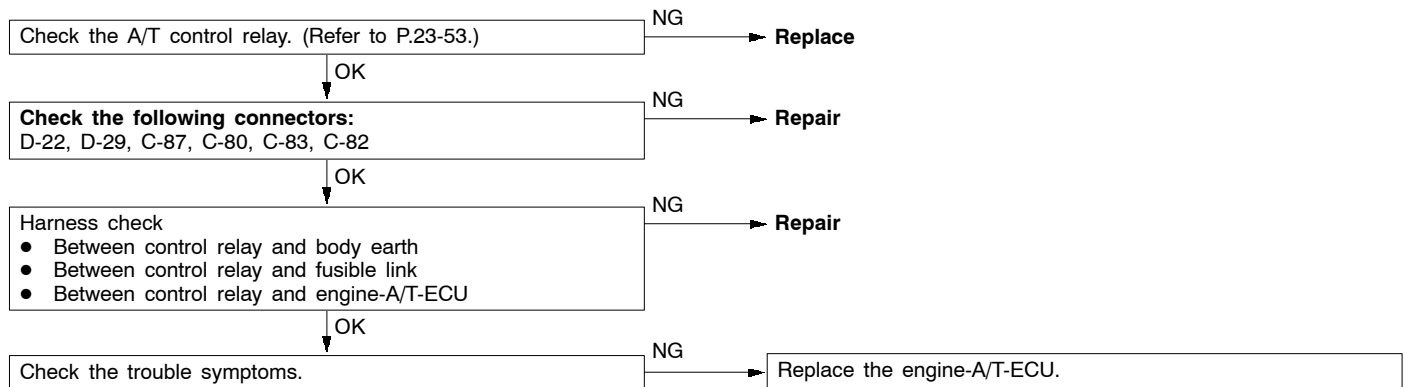 Check the A/T control relay. (Refer to P.23-53.)
NG
Replace
OK
Check the following connectors:
D-22, D-29, C-87, C-80, C-83, C-82
NG
Repair
OK
Harness check
● Between control relay and body earth
● Between control relay and fusible link
● Between control relay and engine-A/T-ECU
NG
Repair
OK
Check the trouble symptoms.
NG
Replace the engine-A/T-ECU.